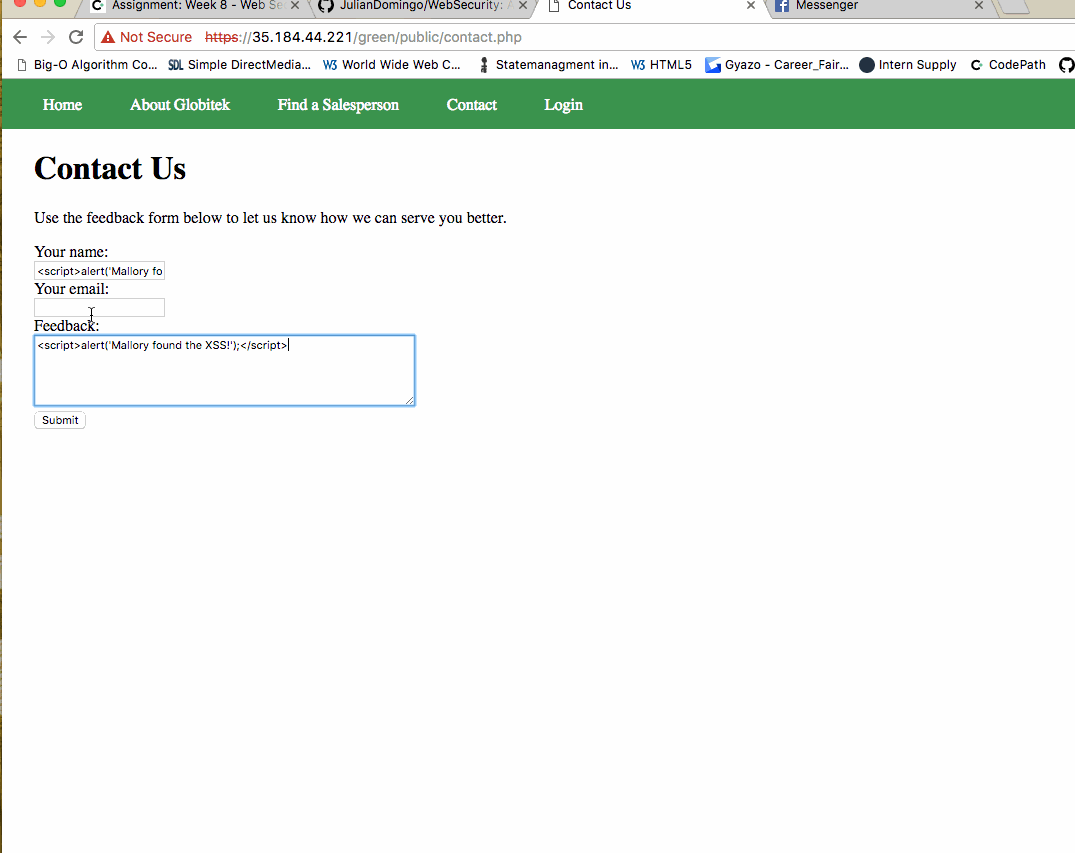 Assignment: Week 8 - Web Se
JulianDomingo/WebSecurity: A
Contact Us
Messenger
Not Secure https://35.184.44.221/green/public/contact.php
Big-O Algorithm Co... SDL Simple DirectMedia... W3 World Wide Web C... Statemanagment in... W3 HTML5 Gyazo - Career_Fair... Intern Supply C CodePath
Home About Globitek Find a Salesperson Contact Login
Contact Us
Use the feedback form below to let us know how we can serve you better.
Your name:
<script>alert('Mallory fo
Your email:
Feedback:
<script>alert('Mallory found the XSS!');</script>
Submit